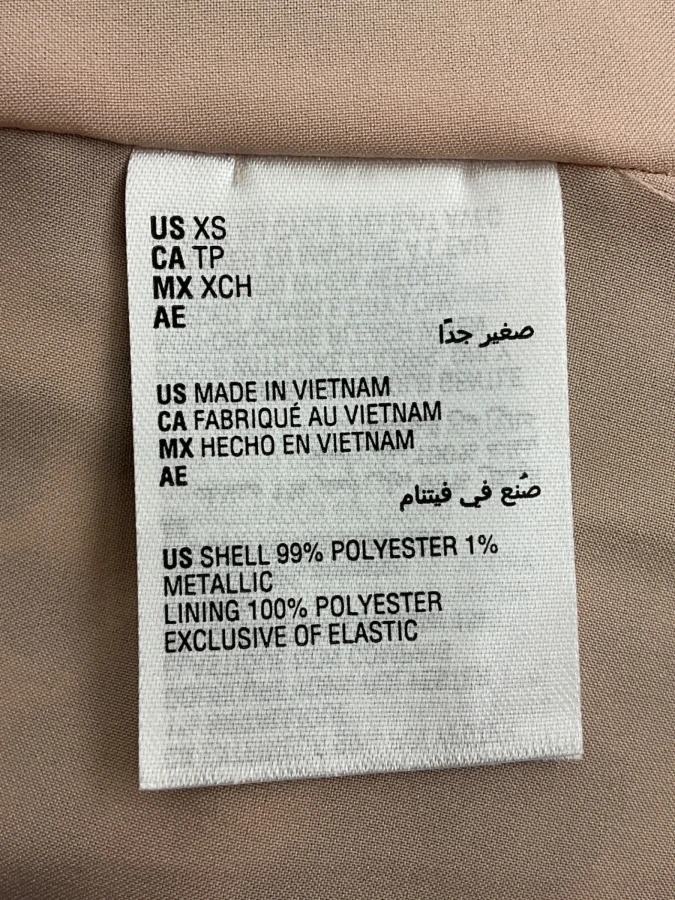 US XS
CA TP
MX XCH
AE
صغير جدًا
US MADE IN VIETNAM
CA FABRIQUÉ AU VIETNAM
MX HECHO EN VIETNAM
AE
صُنع في فيتنام
US SHELL 99% POLYESTER 1%
METALLIC
LINING 100% POLYESTER
EXCLUSIVE OF ELASTIC